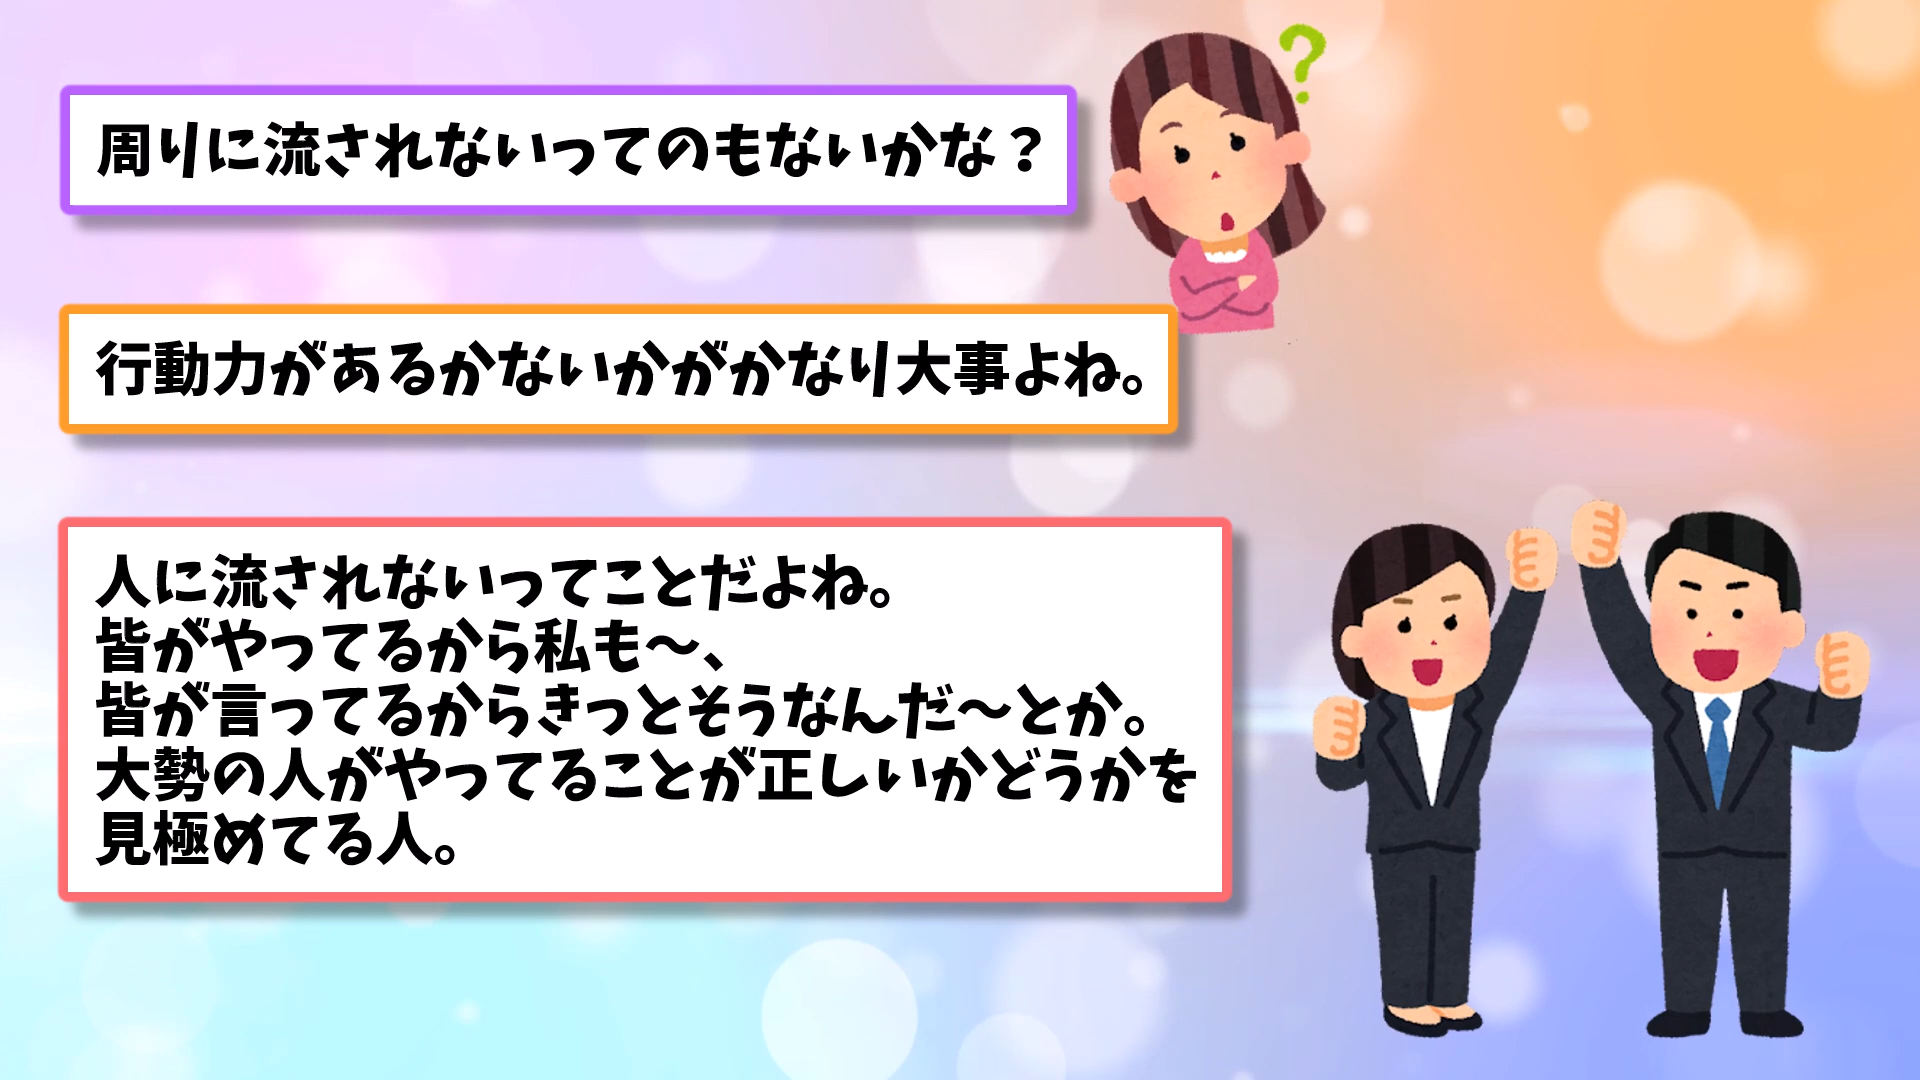 周りに流されないってのもないかな？
行動力があるかないかがかなり大事よね。
人に流されないってことだよね。
皆がやってるから私も～、
皆が言ってるからきっとそうなんだ～とか。
大勢の人がやってることが正しいかどうかを
見極めてる人。